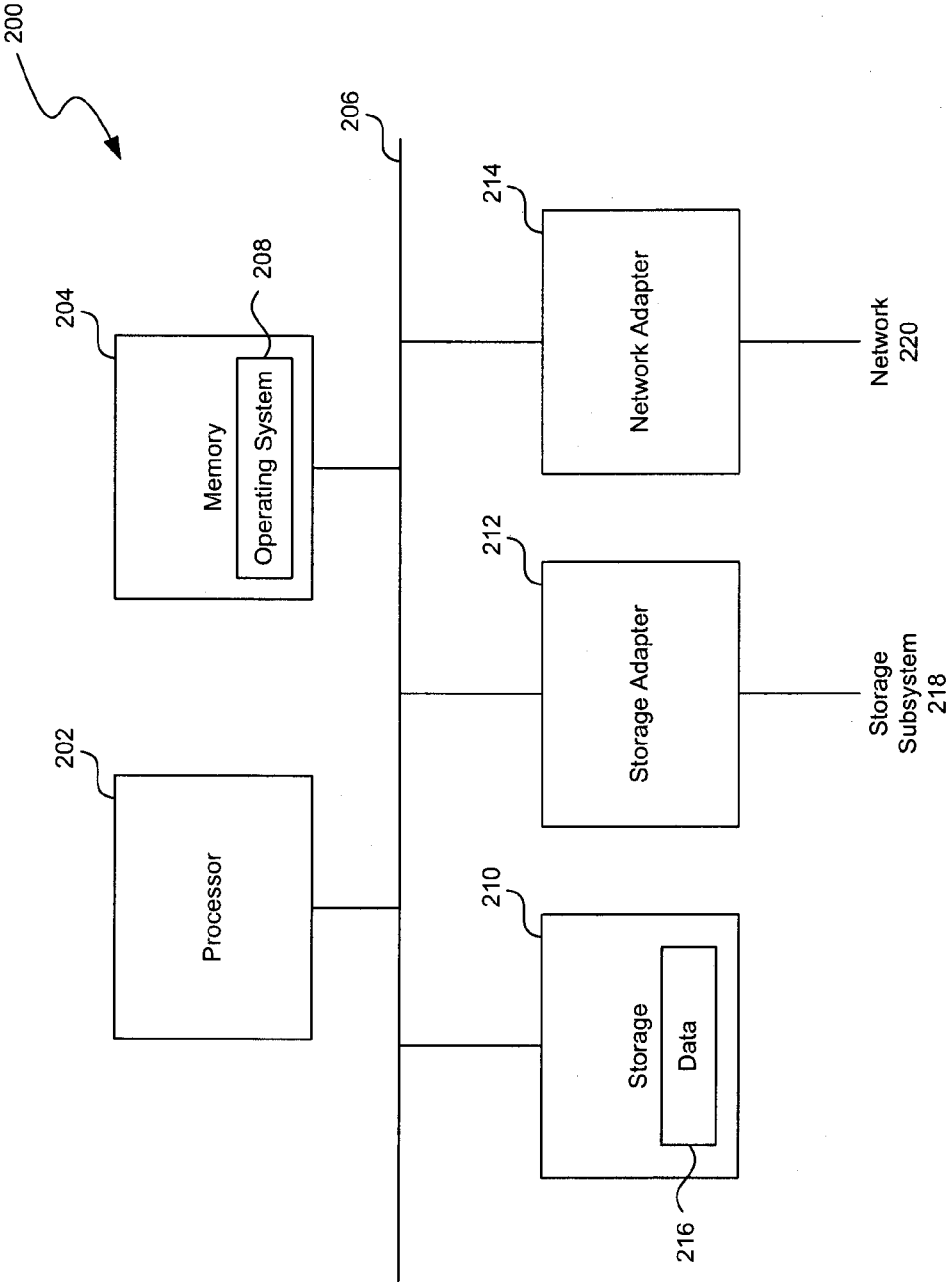 200
202
Processor
204
Memory
208
Operating System
206
210
Storage
Data
216
212
Storage Adapter
214
Network Adapter
Storage
Subsystem
218
Network
220